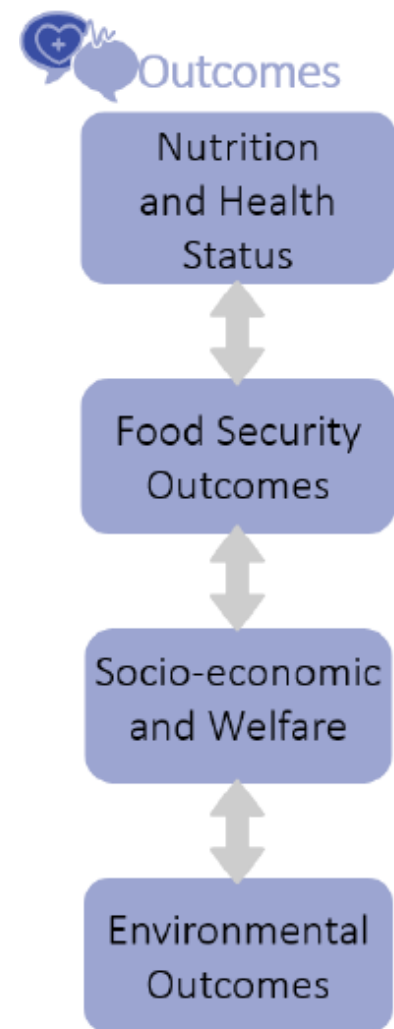 Outcomes
Nutrition
and Health
Status
Food Security
Outcomes
Socio-economic
and Welfare
Environmental
Outcomes